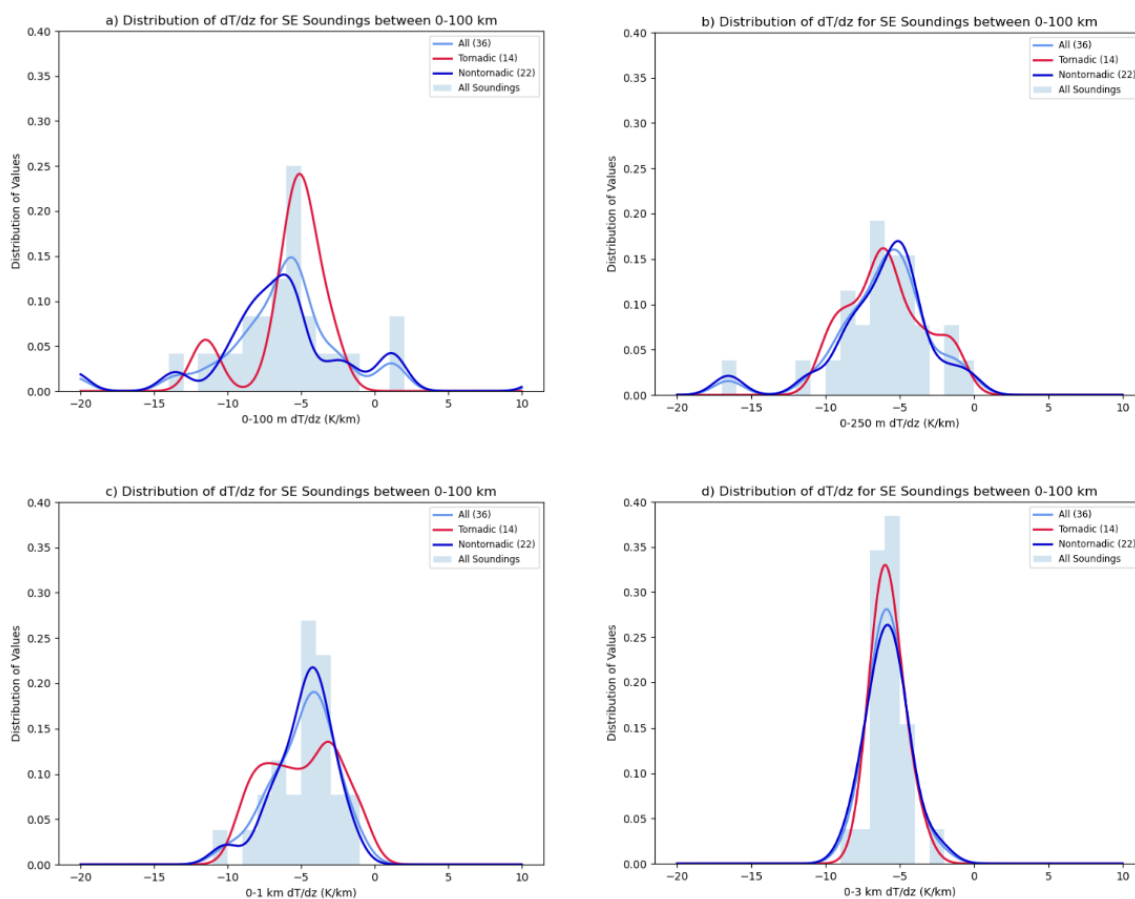 a) Distribution of dT/dz for SE Soundings between 0-100 km
0.40
0.35
0.30
0.25
0.20
0.15
0.10
0.05
0.00
Distribution of Values
All (36)
Tornadic (14)
Nontornadic (22)
All Soundings
−20
−15
−10
−5
0
5
10
0-100 m dT/dz (K/km)
b) Distribution of dT/dz for SE Soundings between 0-100 km
0.40
0.35
0.30
0.25
0.20
0.15
0.10
0.05
0.00
Distribution of Values
All (36)
Tornadic (14)
Nontornadic (22)
All Soundings
−20
−15
−10
−5
0
5
10
0-250 m dT/dz (K/km)
c) Distribution of dT/dz for SE Soundings between 0-100 km
0.40
0.35
0.30
0.25
0.20
0.15
0.10
0.05
0.00
Distribution of Values
All (36)
Tornadic (14)
Nontornadic (22)
All Soundings
−20
−15
−10
−5
0
5
10
0-1 km dT/dz (K/km)
d) Distribution of dT/dz for SE Soundings between 0-100 km
0.40
0.35
0.30
0.25
0.20
0.15
0.10
0.05
0.00
Distribution of Values
All (36)
Tornadic (14)
Nontornadic (22)
All Soundings
−20
−15
−10
−5
0
5
10
0-3 km dT/dz (K/km)